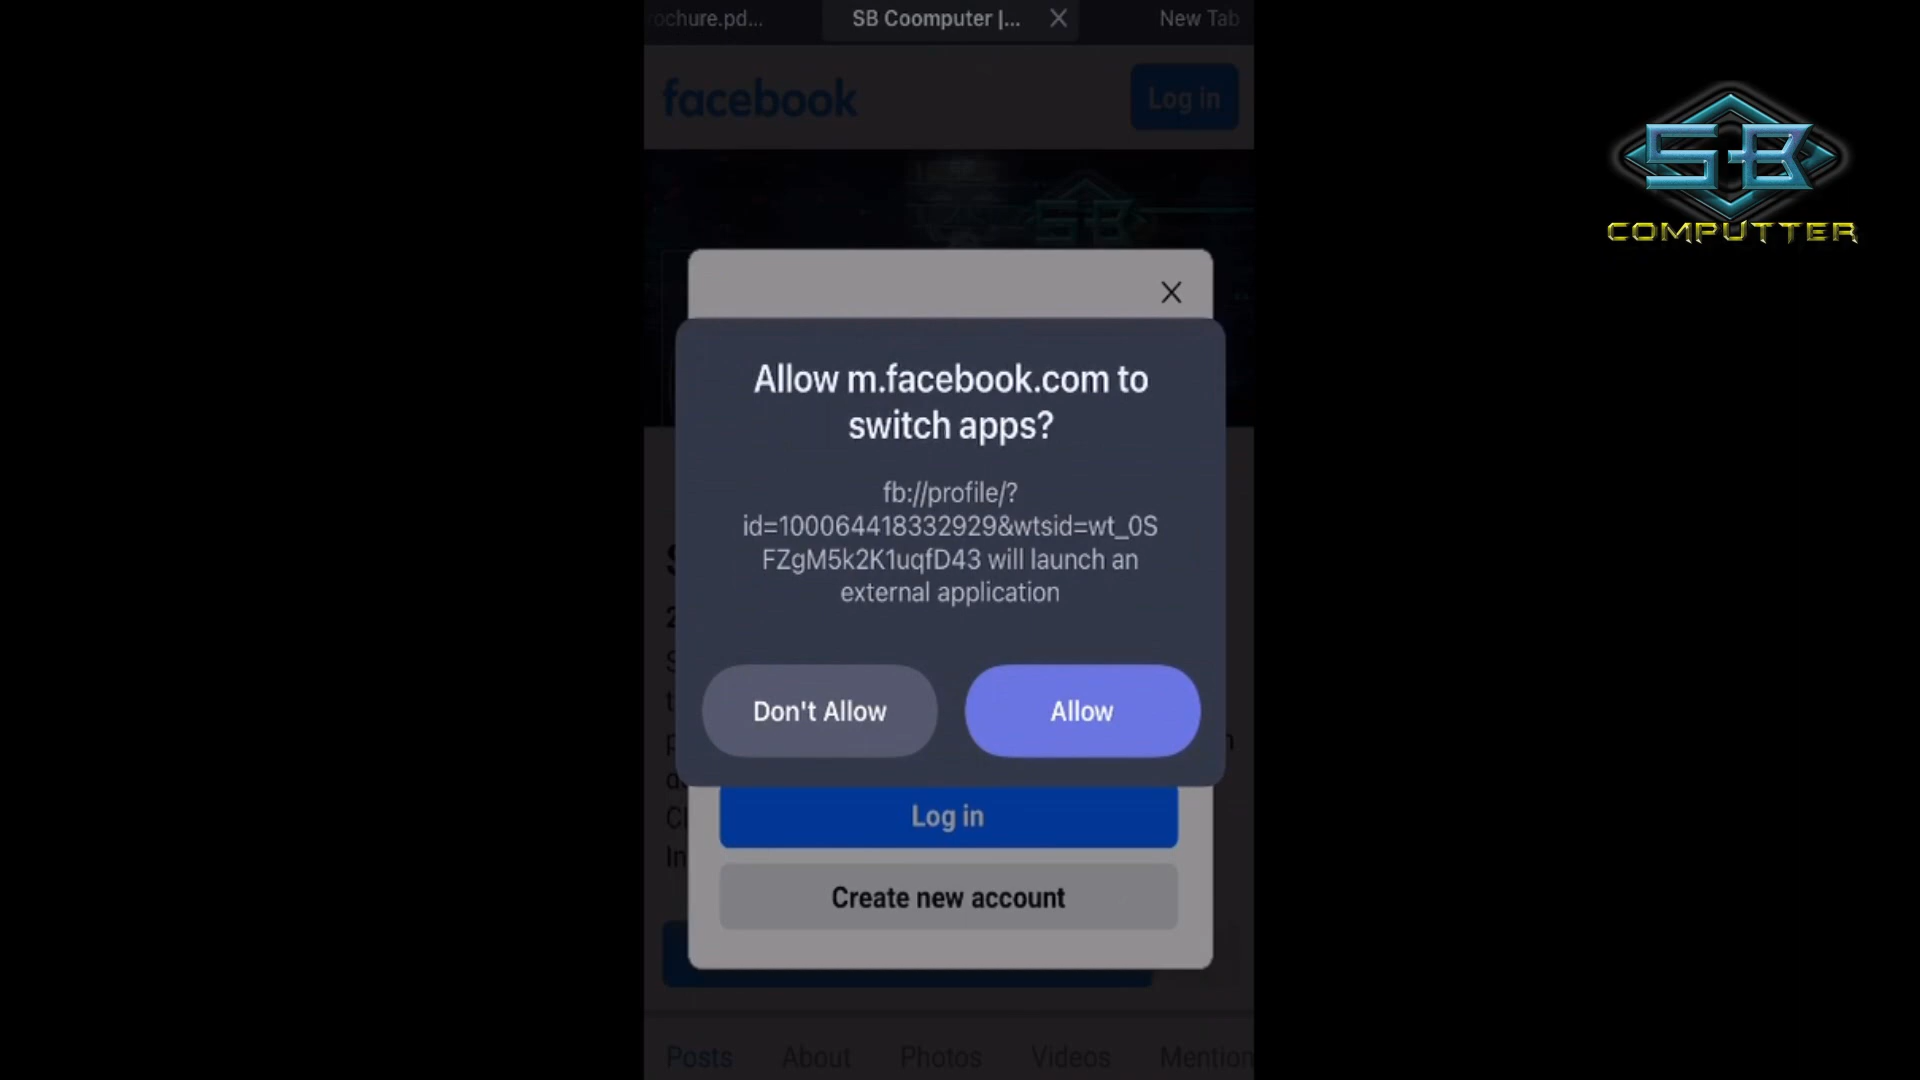 ochure.pd...
SB Coomputer |...
New Tab
facebook
Log in
SB
COMPUTTER
SB
Allow m.facebook.com to
switch apps?
fb://profile/?
id=100064418332929&wtsid=wt_0S
FZgM5k2K1uqfD43 will launch an
external application
Don't Allow
Allow
Log in
Create new account
Posts
About
Photos
Videos
Mention